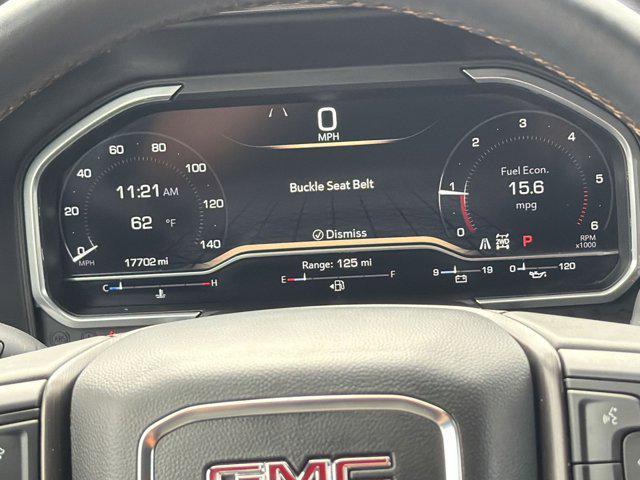 0
MPH
60 80
40 100
20 120
0 140
MPH
11:21 AM
62 °F
17702 mi
Buckle Seat Belt
Dismiss
3
2 4
1 5
0 6
Fuel Econ.
15.6
mpg
2WD
P
RPM
x1000
C H
Range: 125 mi
E F
9 19
0 120
GMC